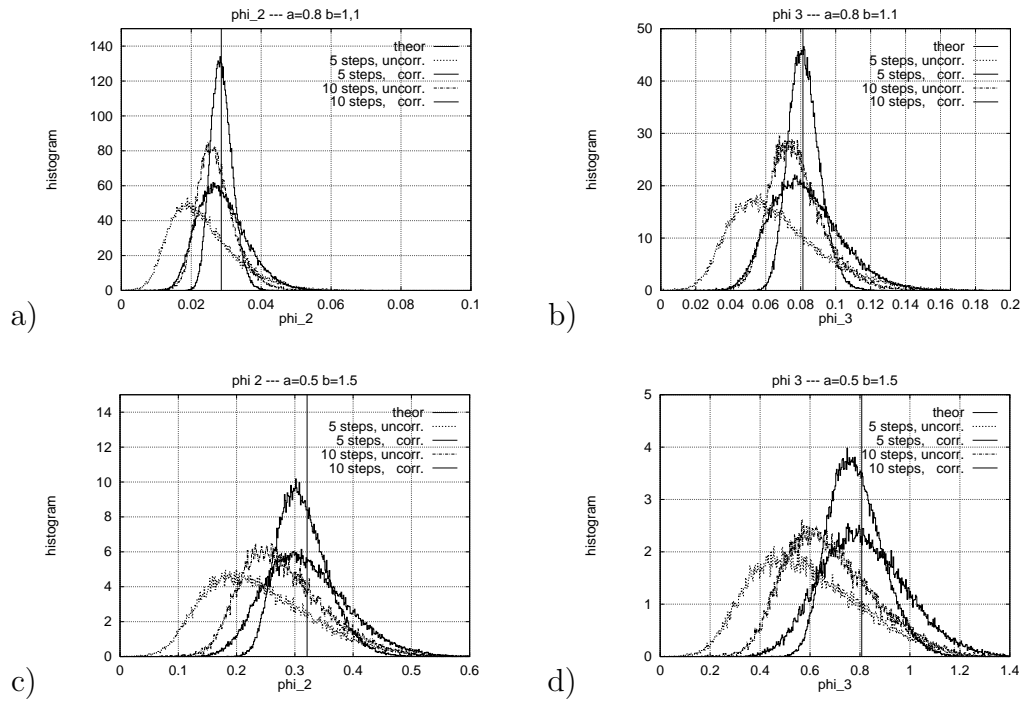 phi_2 --- a=0.8 b=1,1
140
120
100
80
60
40
20
0
histogram
theor
5 steps, uncorr.
5 steps, corr.
10 steps, uncorr.
10 steps, corr.
0 0.02 0.04 0.06 0.08 0.1
phi_2
a)
phi 3 --- a=0.8 b=1.1
50
40
30
20
10
0
histogram
theor
5 steps, uncorr.
5 steps, corr.
10 steps, uncorr.
10 steps, corr.
0 0.02 0.04 0.06 0.08 0.1 0.12 0.14 0.16 0.18 0.2
phi_3
b)
phi 2 --- a=0.5 b=1.5
14
12
10
8
6
4
2
0
histogram
theor
5 steps, uncorr.
5 steps, corr.
10 steps, uncorr.
10 steps, corr.
0 0.1 0.2 0.3 0.4 0.5 0.6
phi_2
c)
phi 3 --- a=0.5 b=1.5
5
4
3
2
1
0
histogram
theor
5 steps, uncorr.
5 steps, corr.
10 steps, uncorr.
10 steps, corr.
0 0.2 0.4 0.6 0.8 1 1.2 1.4
phi_3
d)